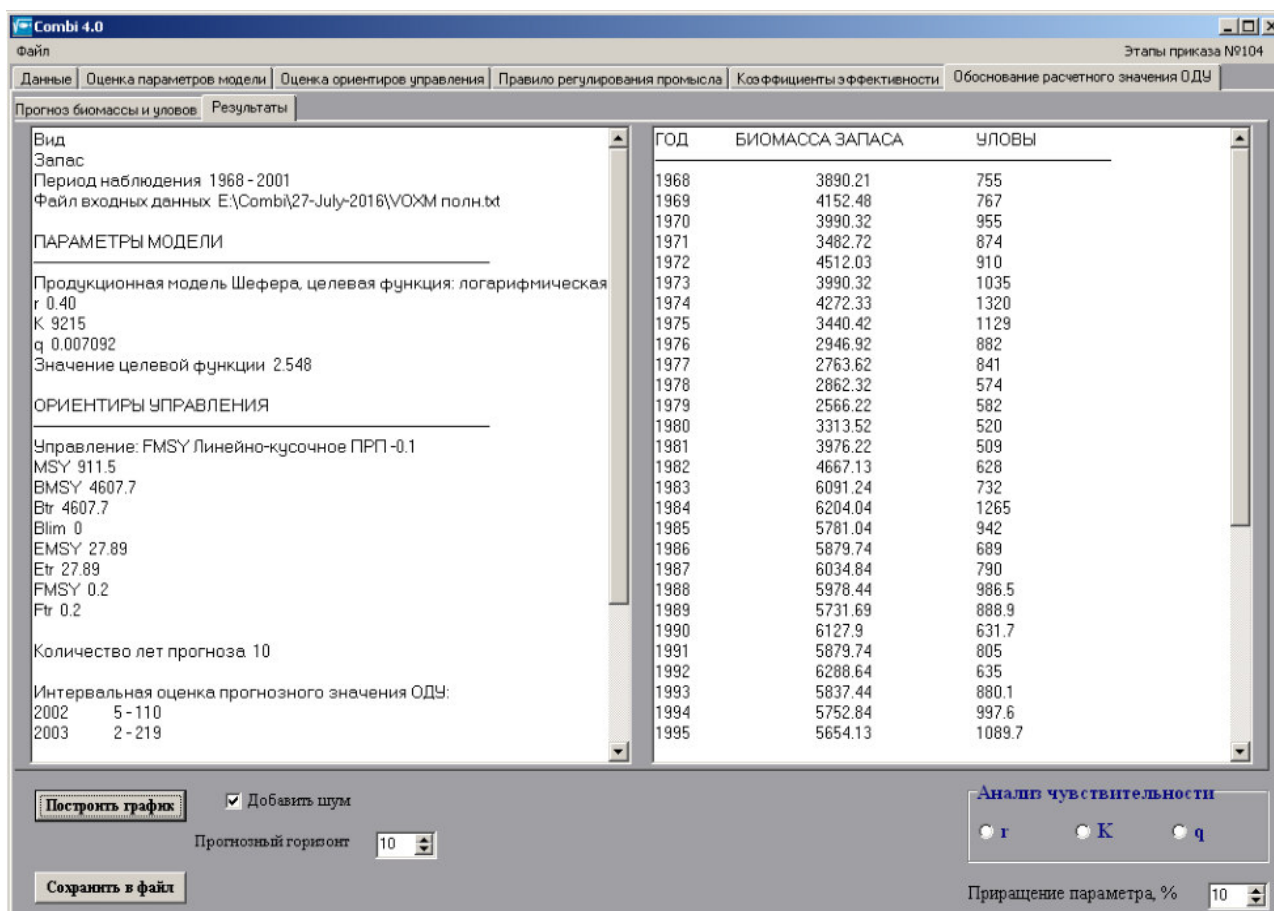 Combi 4.0
Файл
Этапы приказа №104
Данные
Оценка параметров модели
Оценка ориентиров управления
Правило регулирования промысла
Коэффициенты эффективности
Обоснование расчетного значения ОДУ
Прогноз биомассы и уловов
Результаты
Вид
Запас
Период наблюдения 1968 - 2001
Файл входных данных E:\Combi\27-July-2016\VOXM полн.txt
ПАРАМЕТРЫ МОДЕЛИ
Продукционная модель Шефера, целевая функция: логарифмическая
r 0.40
K 9215
q 0.007092
Значение целевой функции 2.548
ОРИЕНТИРЫ УПРАВЛЕНИЯ
Управление: FMSY Линейно-кусочное ПРП -0.1
MSY 911.5
BMSY 4607.7
Btr 4607.7
Blim 0
EMSY 27.89
Etr 27.89
FMSY 0.2
Ftr 0.2
Количество лет прогноза 10
Интервальная оценка прогнозного значения ОДУ:
2002 5 - 110
2003 2 - 219
ГОД БИОМАССА ЗАПАСА УЛОВЫ
1968 3890.21 755
1969 4152.48 767
1970 3990.32 955
1971 3482.72 874
1972 4512.03 910
1973 3990.32 1035
1974 4272.33 1320
1975 3440.42 1129
1976 2946.92 882
1977 2763.62 841
1978 2862.32 574
1979 2566.22 582
1980 3313.52 520
1981 3976.22 509
1982 4667.13 628
1983 6091.24 732
1984 6204.04 1265
1985 5781.04 942
1986 5879.74 689
1987 6034.84 790
1988 5978.44 986.5
1989 5731.69 888.9
1990 6127.9 631.7
1991 5879.74 805
1992 6288.64 635
1993 5837.44 880.1
1994 5752.84 997.6
1995 5654.13 1089.7
Построить график
Добавить шум
Прогнозный горизонт 10
Сохранить в файл
Анализ чувствительности
r K q
Приращение параметра, % 10